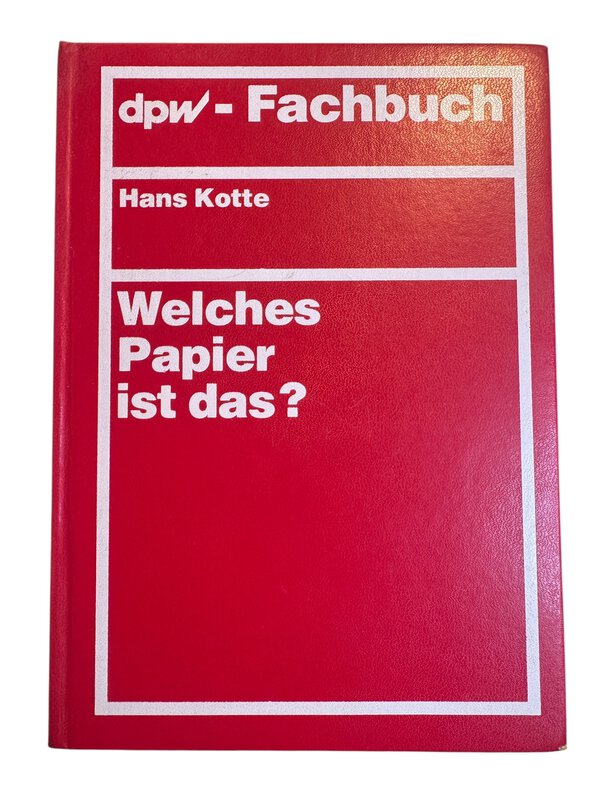 dpw - Fachbuch
Hans Kotte
Welches
Papier
ist das?